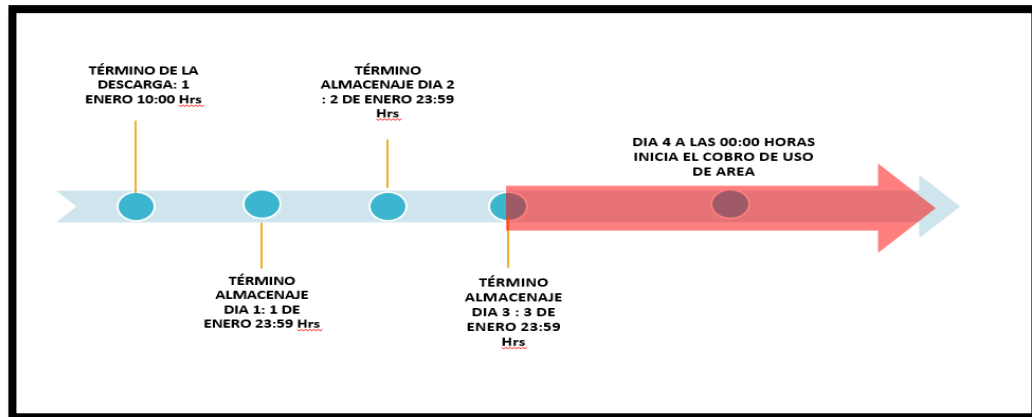 TÉRMINO DE LA
DESCARGA: 1
ENERO 10:00 Hrs
TÉRMINO
ALMACENAJE
DIA 1: 1 DE
ENERO 23:59 Hrs
TÉRMINO
ALMACENAJE DIA 2
: 2 DE ENERO 23:59
Hrs
TÉRMINO
ALMACENAJE
DIA 3 : 3 DE
ENERO 23:59
Hrs
DIA 4 A LAS 00:00 HORAS
INICIA EL COBRO DE USO
DE AREA